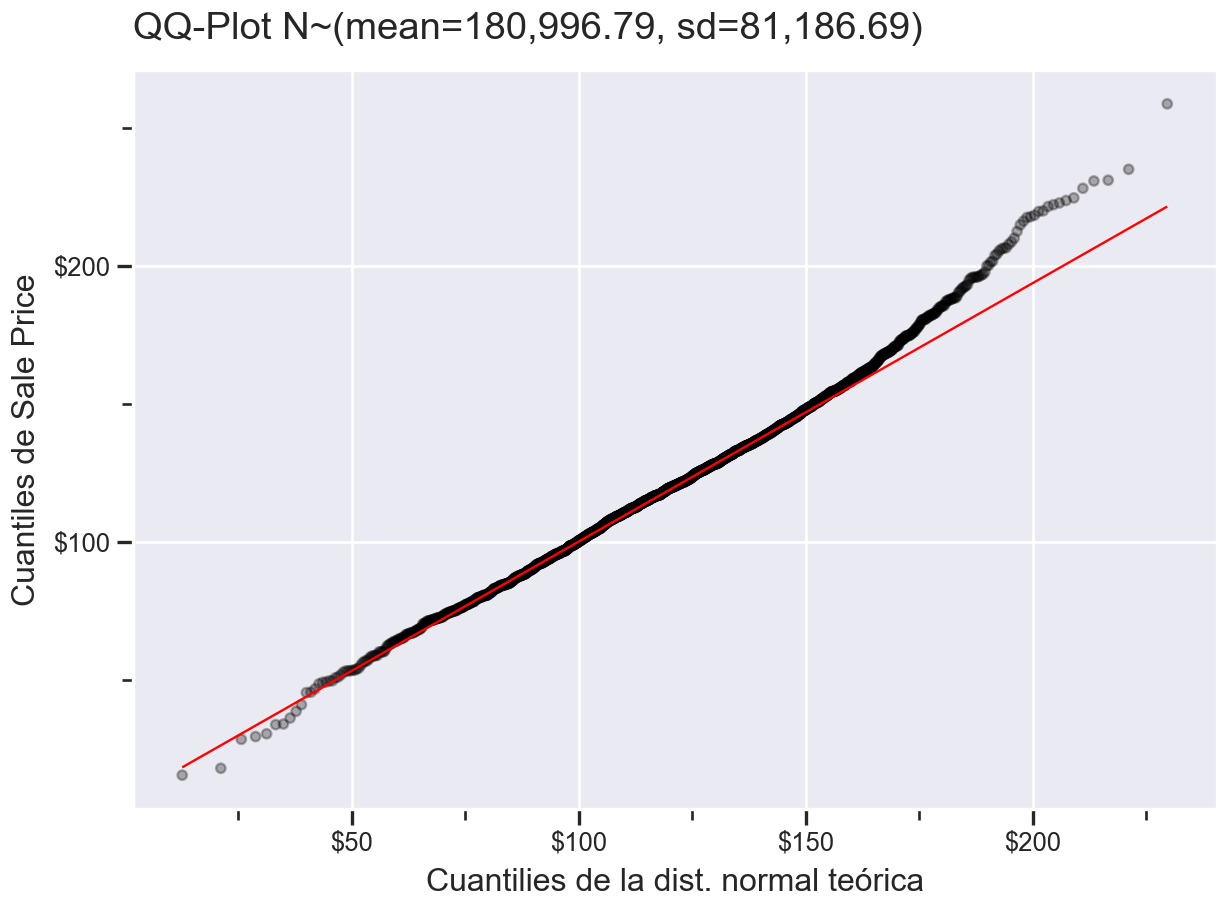 QQ-Plot N~(mean=180,996.79, sd=81,186.69)
Cuantiles de Sale Price
$200
$100
$50 $100 $150 $200
Cuantilies de la dist. normal teórica